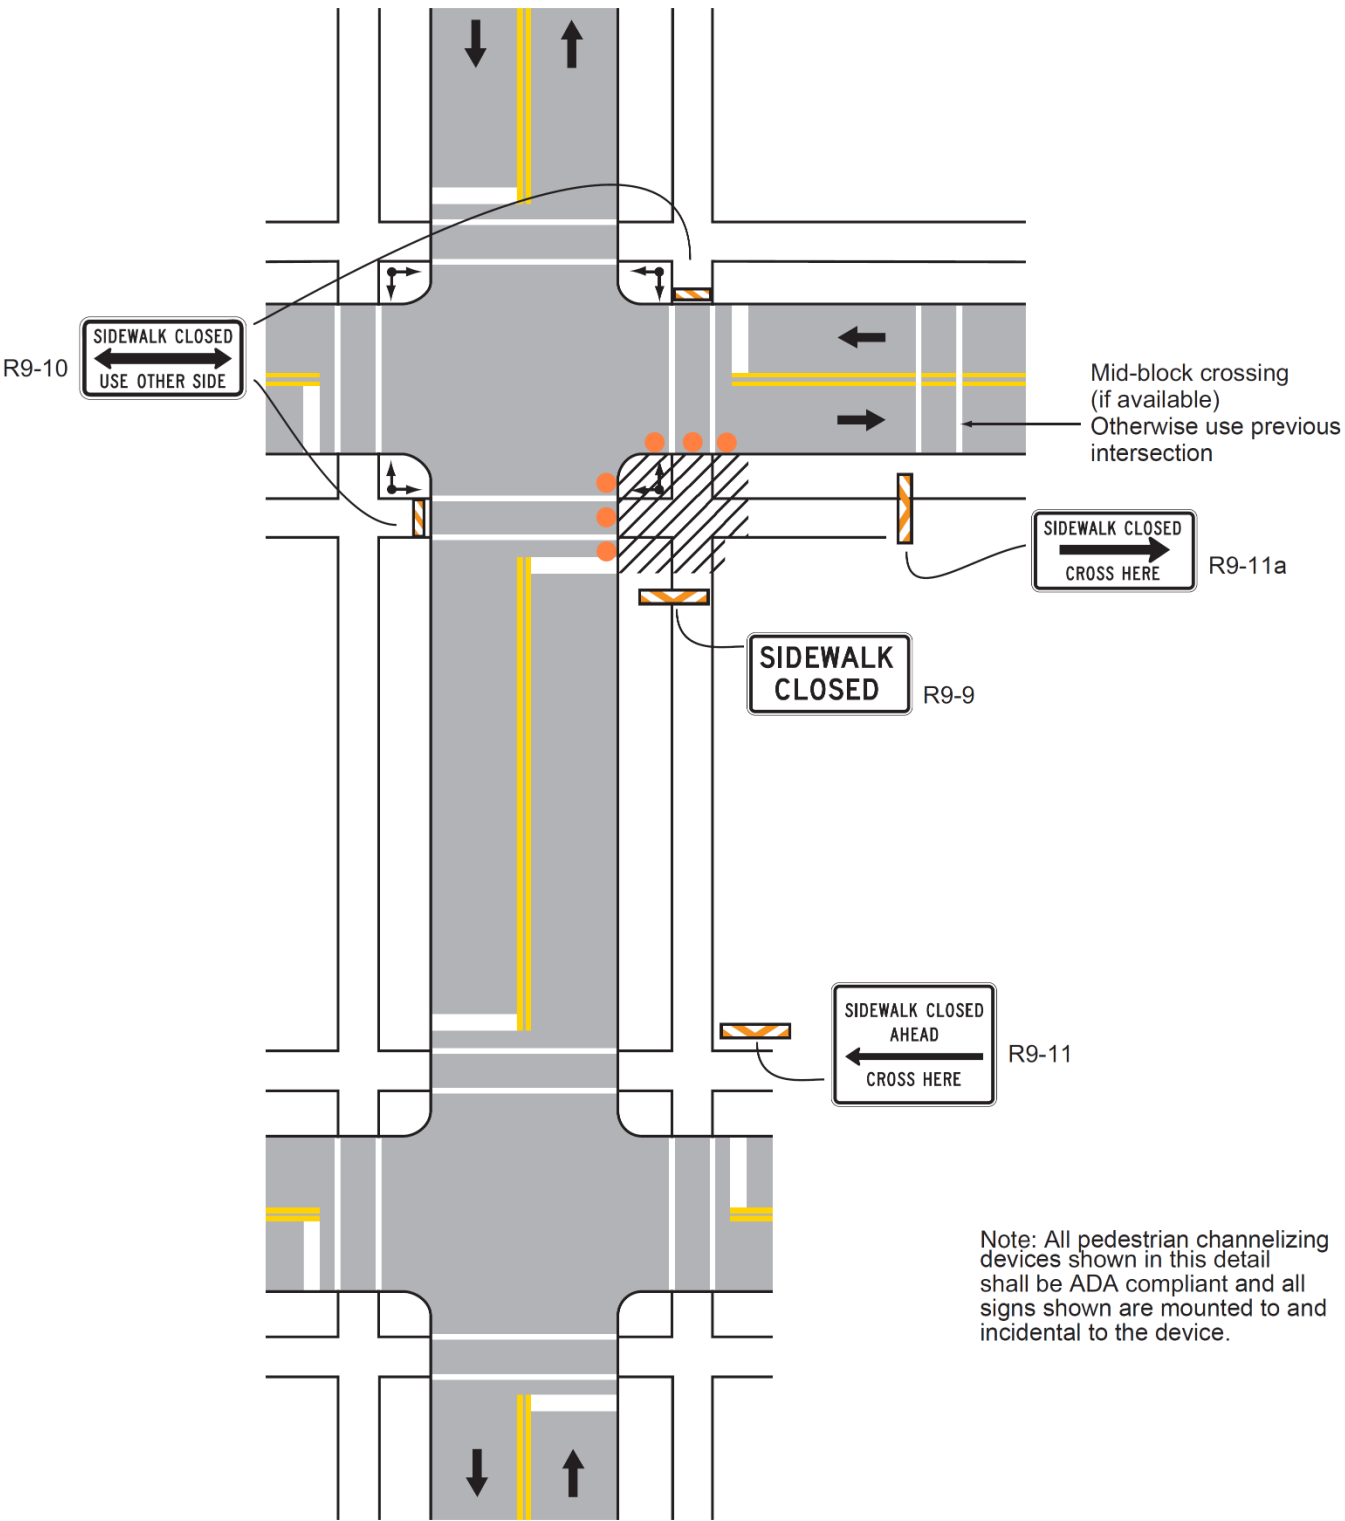 SIDEWALK CLOSED
USE OTHER SIDE
R9-10
Mid-block crossing
(if available)
Otherwise use previous
intersection
SIDEWALK CLOSED
CROSS HERE
R9-11a
SIDEWALK
CLOSED
R9-9
SIDEWALK CLOSED
AHEAD
CROSS HERE
R9-11
Note: All pedestrian channelizing
devices shown in this detail
shall be ADA compliant and all
signs shown are mounted to and
incidental to the device.